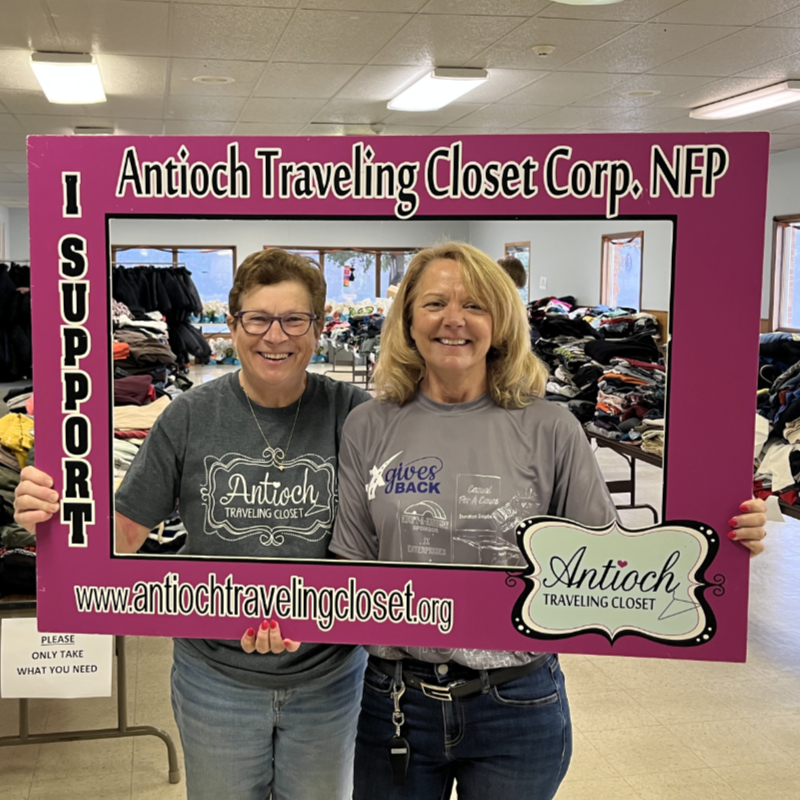 Antioch Traveling Closet Corp. NFP
I SUPPORT
Antioch
TRAVELING CLOSET
gives
BACK
www.antiochtravelingcloset.org
Antioch
TRAVELING CLOSET
PLEASE
ONLY TAKE
WHAT YOU NEED